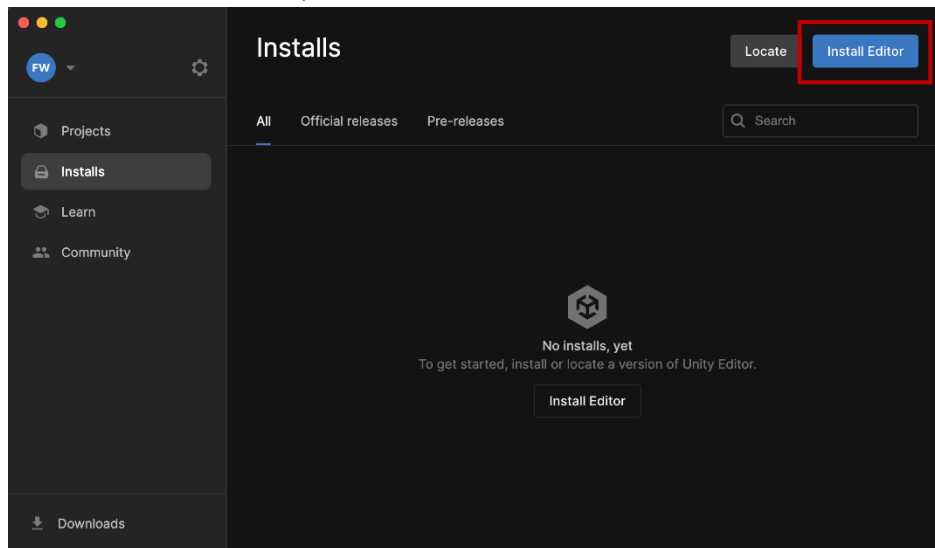 FW
Projects
Installs
Learn
Community
Downloads
Installs
Locate
Install Editor
All
Official releases
Pre-releases
Search
No installs, yet
To get started, install or locate a version of Unity Editor.
Install Editor